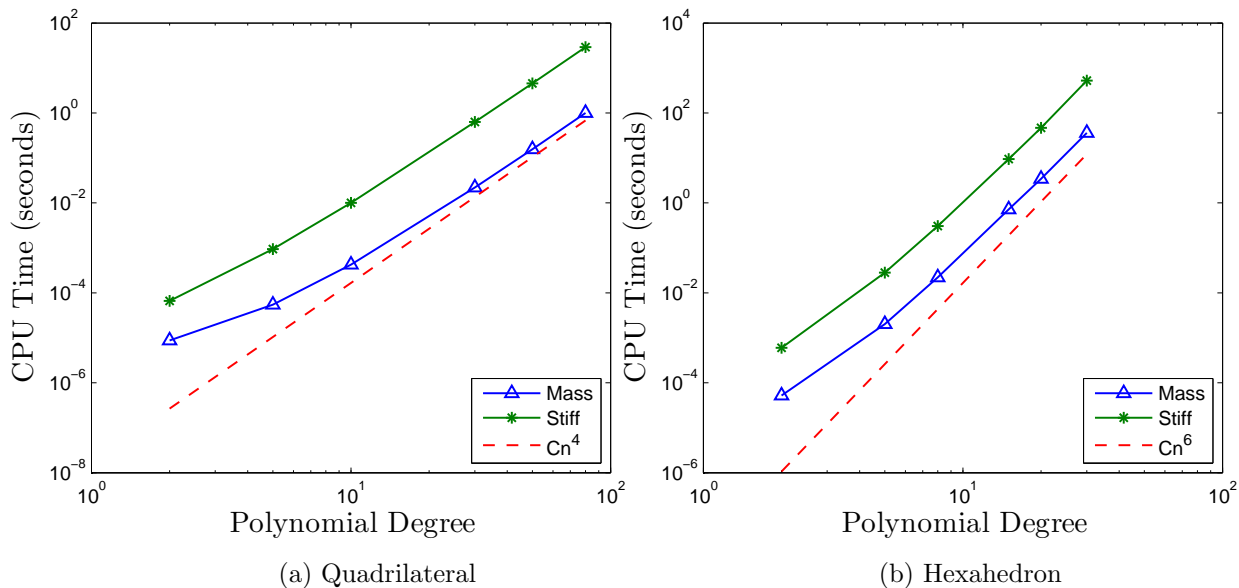 CPU Time (seconds)
10^2
10^0
10^-2
10^-4
10^-6
10^-8
10^0
10^1
10^2
Polynomial Degree
Mass
Stiff
Cn^4
(a) Quadrilateral
CPU Time (seconds)
10^4
10^2
10^0
10^-2
10^-4
10^-6
10^0
10^1
10^2
Polynomial Degree
Mass
Stiff
Cn^6
(b) Hexahedron